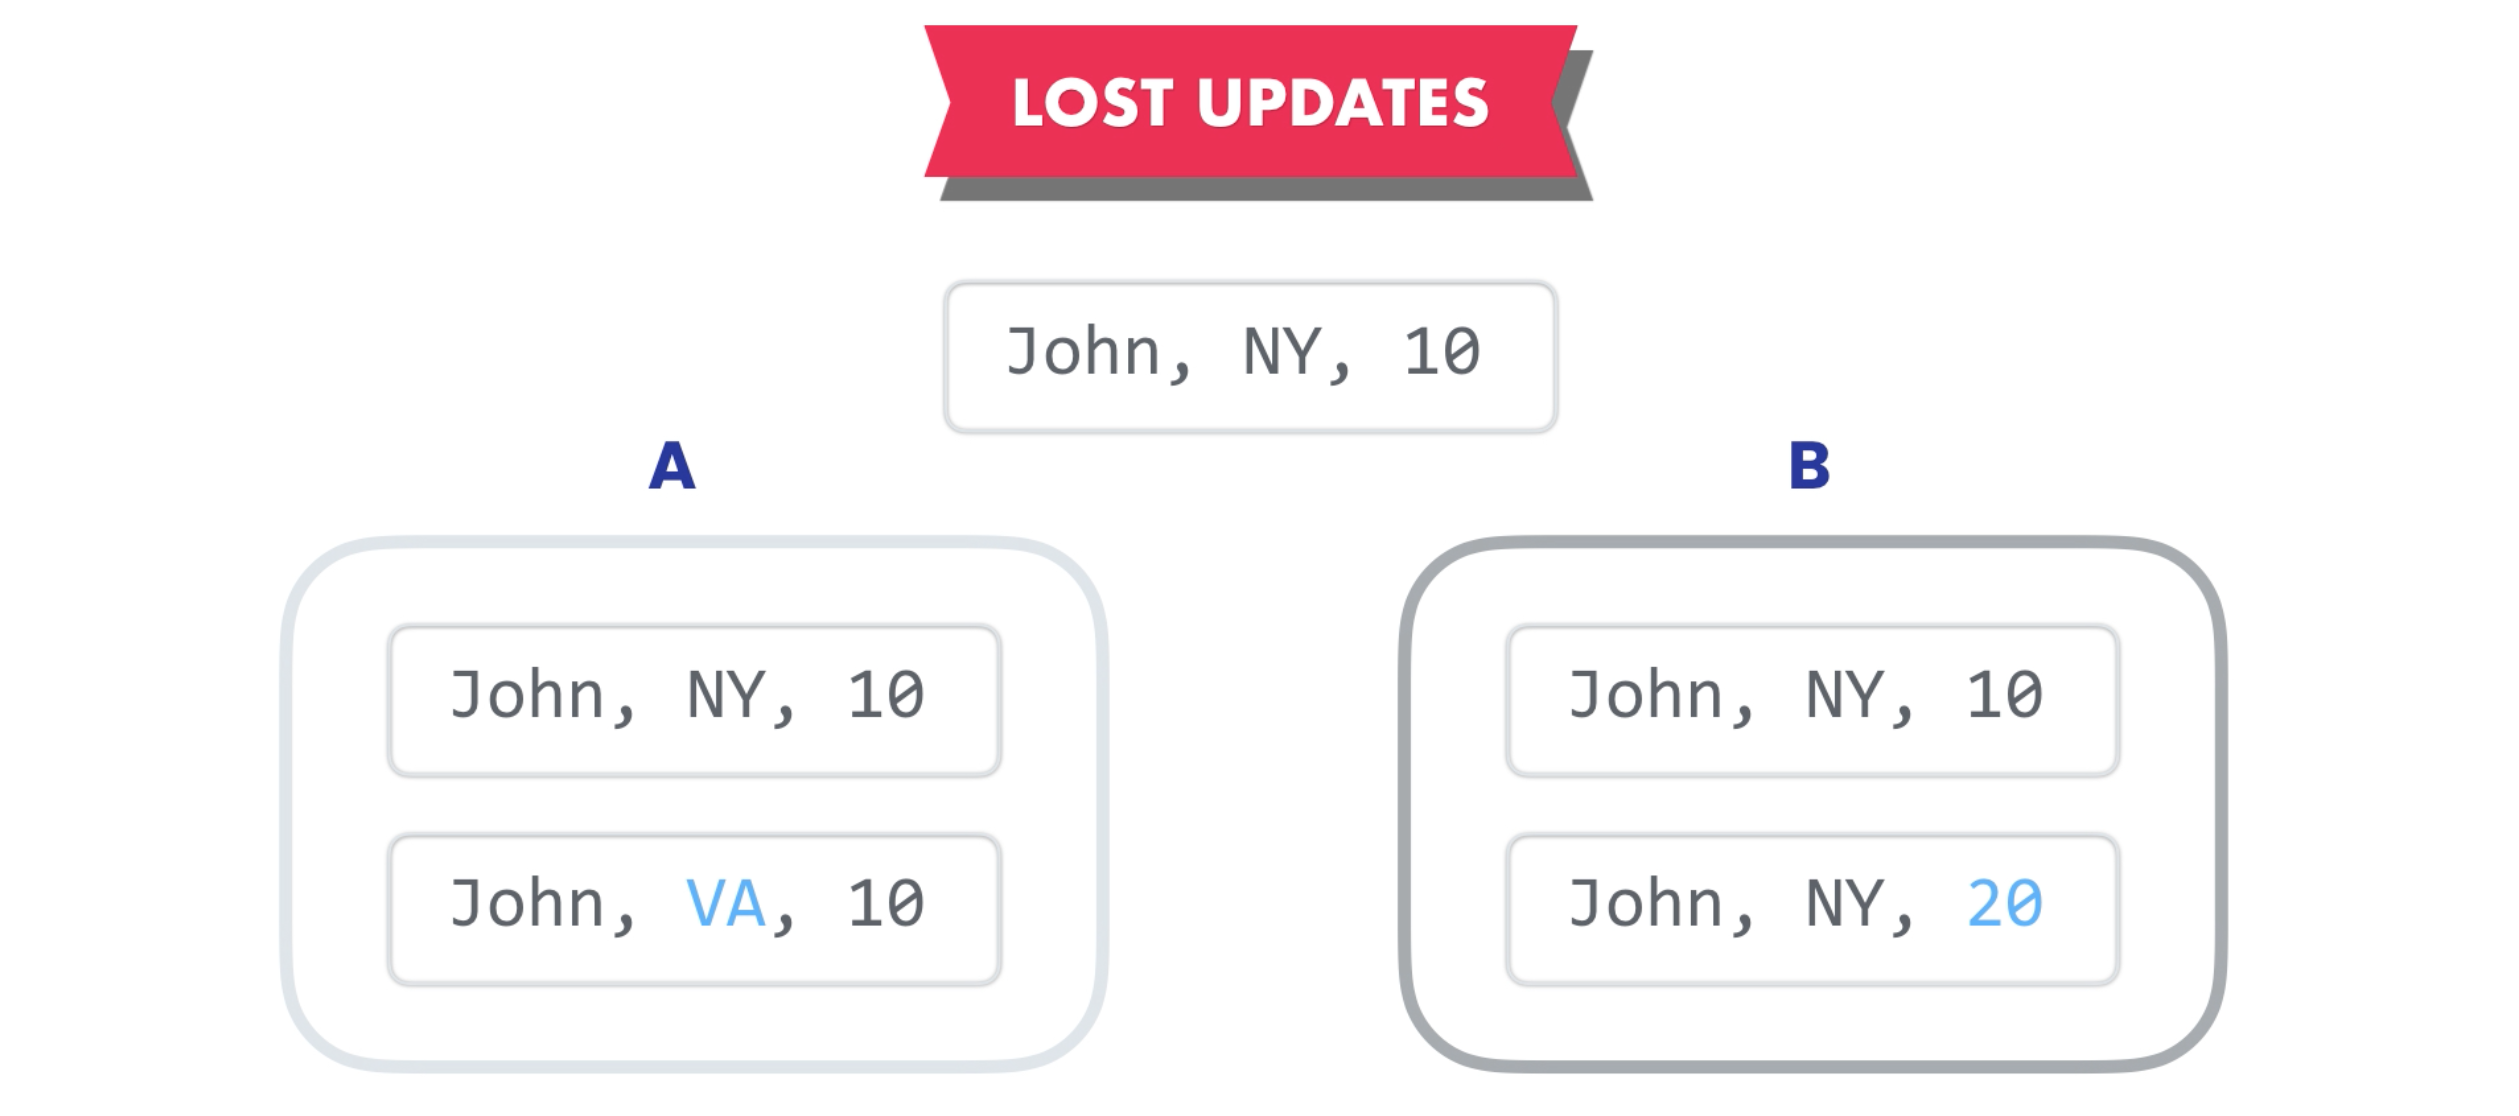 LOST UPDATES
John, NY, 10
A
B
John, NY, 10
John, VA, 10
John, NY, 10
John, NY, 20